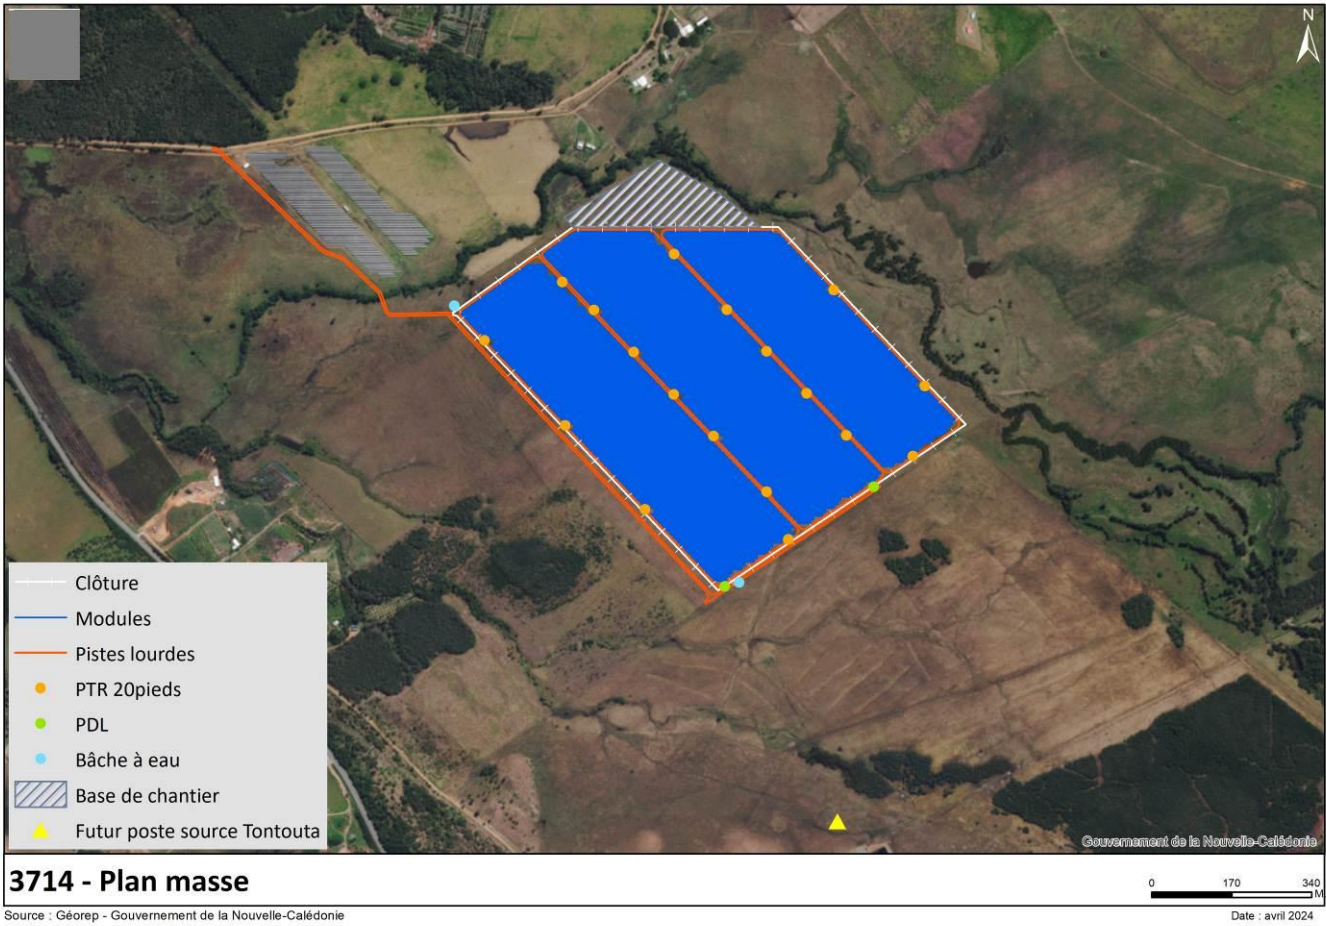 N
Clôture
Modules
Pistes lourdes
PTR 20pieds
PDL
Bâche à eau
Base de chantier
Futur poste source Tontouta
Gouvernement de la Nouvelle-Calédonie
3714 - Plan masse
0 170 340
M
Source : Géorep - Gouvernement de la Nouvelle-Calédonie
Date : avril 2024